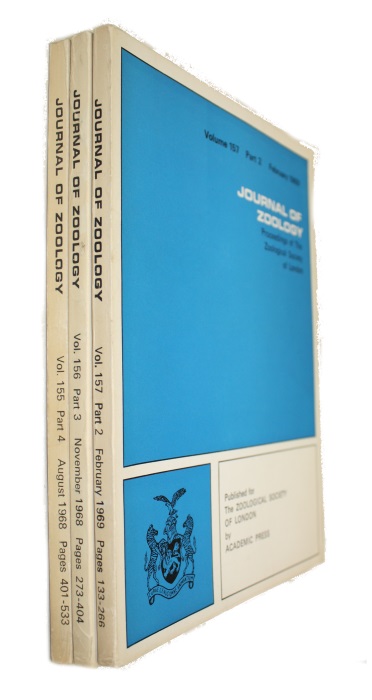 JOURNAL OF ZOOLOGY Vol. 155 Part 4 August 1968 Pages 401-533
JOURNAL OF ZOOLOGY Vol. 156 Part 3 November 1968 Pages 273-404
JOURNAL OF ZOOLOGY Vol. 157 Part 2 February 1969 Pages 133-266
Volume 157 Part 2 February 1969
JOURNAL OF
ZOOLOGY
Proceedings of The
Zoological Society
of London
Published for
The ZOOLOGICAL SOCIETY
OF LONDON
by
ACADEMIC PRESS